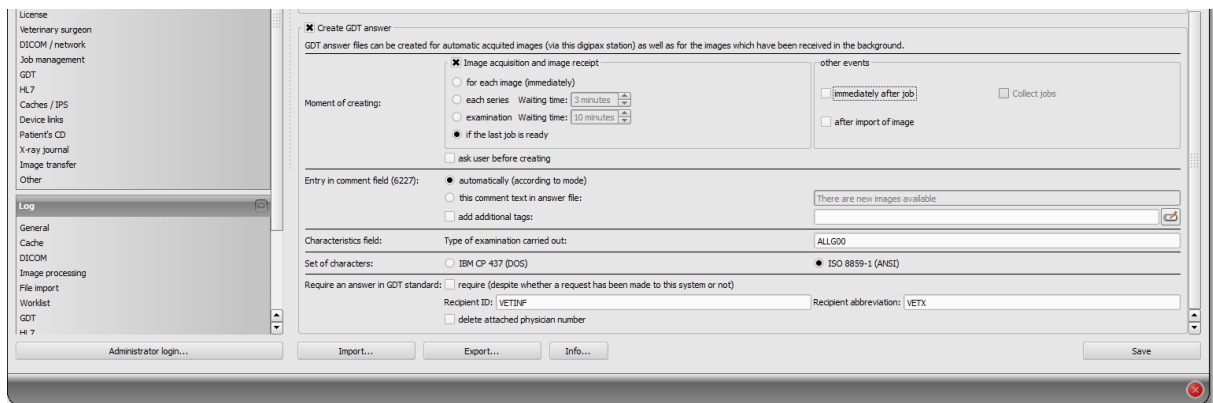 License
Veterinary surgeon
DICOM / network
Job management
GDT
HL7
Caches / IPS
Device links
Patient's CD
X-ray journal
Image transfer
Other
Log
General
Cache
DICOM
Image processing
File import
Worklist
GDT
HL7
Administrator login...
Create GDT answer
GDT answer files can be created for automatic acquited images (via this digipax station) as well as for the images which have been received in the background.
Moment of creating:
Image acquisition and image receipt
for each image (immediately)
each series Waiting time: 3 minutes
examination Waiting time: 10 minutes
if the last job is ready
ask user before creating
other events
immediately after job Collect jobs
after import of image
Entry in comment field (6227): automatically (according to mode)
this comment text in answer file: There are new images available
add additional tags:
Characteristics field: Type of examination carried out: ALLG00
Set of characters: IBM CP 437 (DOS) ISO 8859-1 (ANSI)
Require an answer in GDT standard: require (despite whether a request has been made to this system or not)
Recipient ID: VETINF Recipient abbreviation: VETX
delete attached physician number
Import... Export... Info... Save